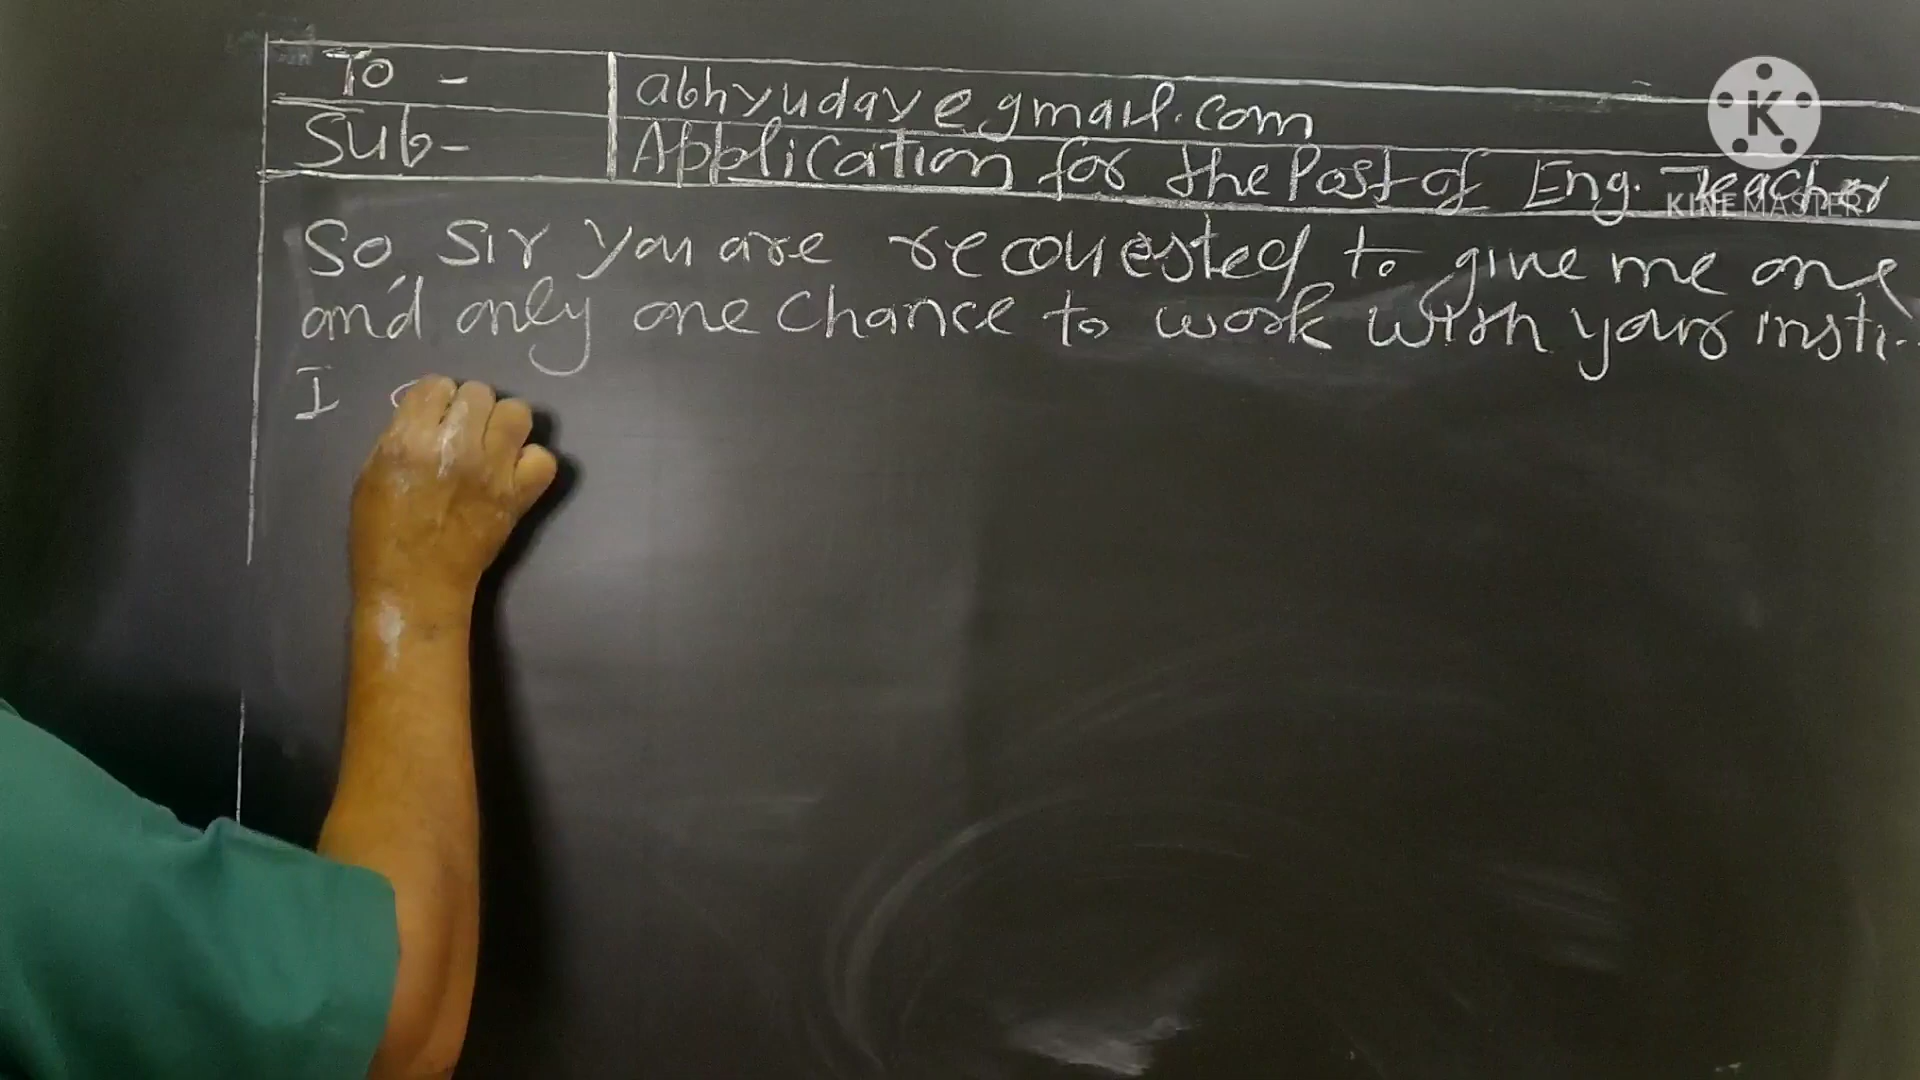 To -
abhyuday@gmail.com
Sub-
Application for the Post of Eng. Teacher
So, Sir you are requested to give me one
and only one chance to work with your insti..
I
K
KINEMASTER